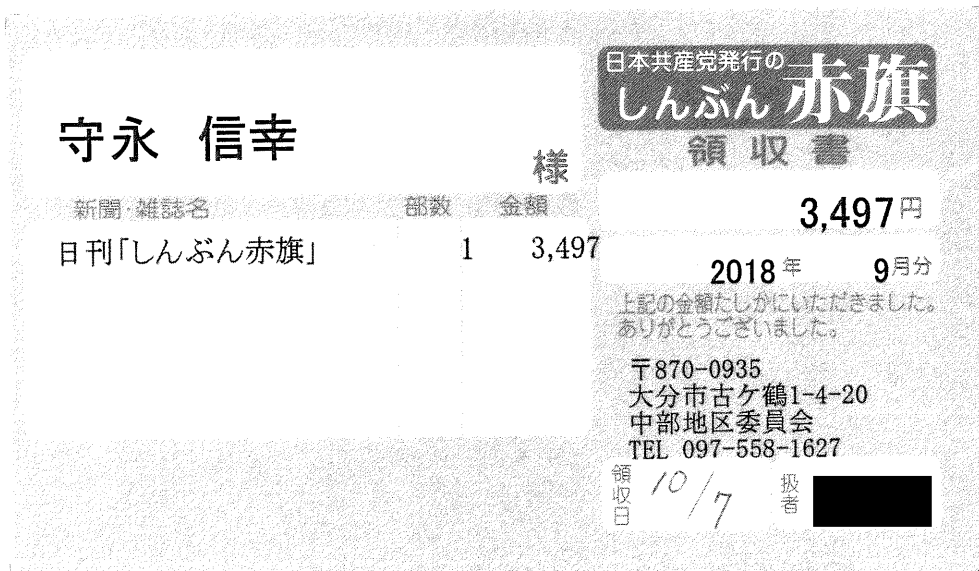 守永 信幸
様
新聞・雑誌名 部数 金額
日刊「しんぶん赤旗」 1 3,497
日本共産党発行の
しんぶん 赤旗
領収書
3,497円
2018年 9月分
上記の金額たしかにいただきました。
ありがとうございました。
〒870-0935
大分市古ケ鶴1-4-20
中部地区委員会
TEL 097-558-1627
領収日 10/7 扱者